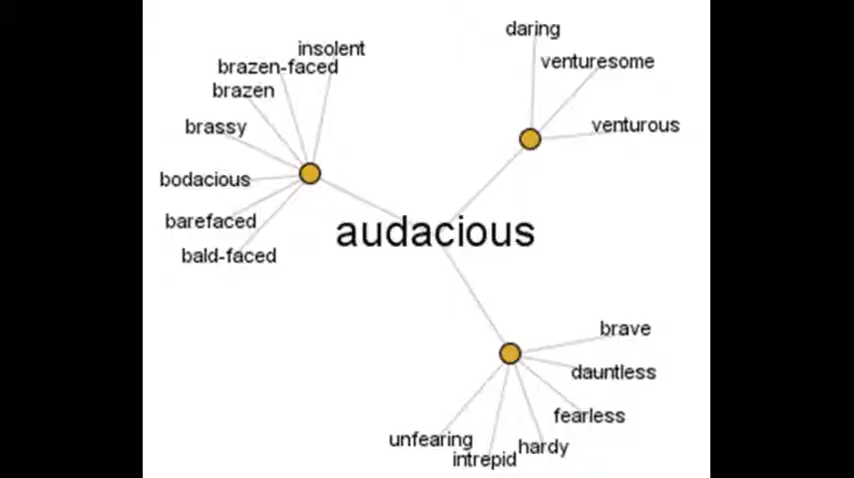 daring
insolent
venturesome
brazen-faced
brazen
venturous
brassy
bodacious
barefaced
audacious
bald-faced
brave
dauntless
fearless
unfearing
hardy
intrepid